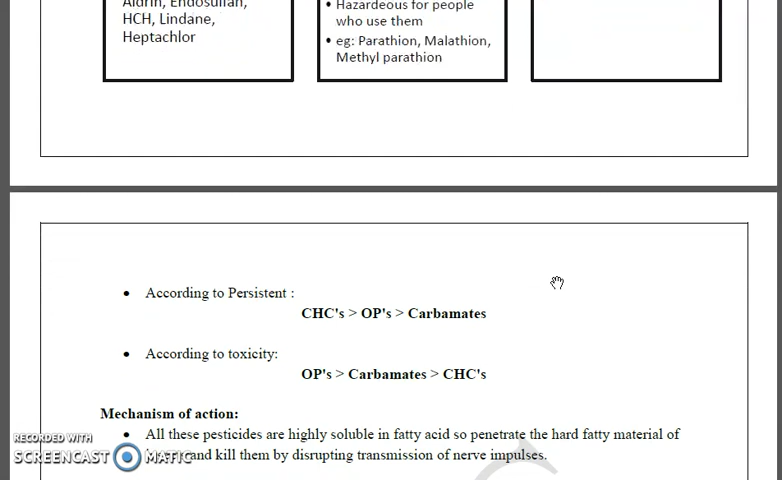 Aldrin, Endosulfan,
HCH, Lindane,
Heptachlor
• Hazardeous for people
who use them
• eg: Parathion, Malathion,
Methyl parathion
• According to Persistent :
CHC's > OP's > Carbamates
• According to toxicity:
OP's > Carbamates > CHC's
Mechanism of action:
• All these pesticides are highly soluble in fatty acid so penetrate the hard fatty material of
and kill them by disrupting transmission of nerve impulses.
RECORDED WITH
SCREENCAST MATIC